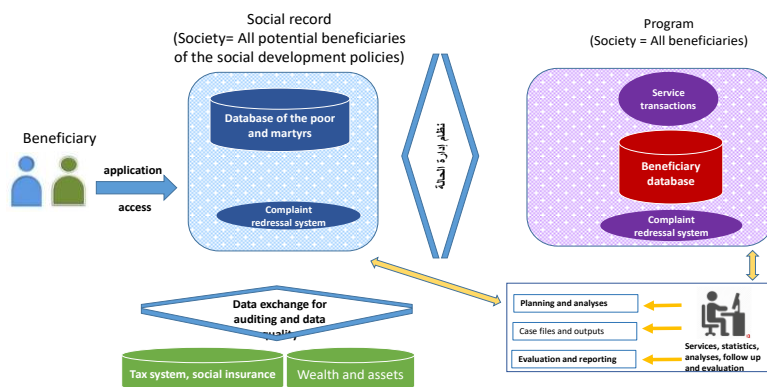 Social record
(Society= All potential beneficiaries
of the social development policies)
Program
(Society = All beneficiaries)
Beneficiary
application
access
Database of the poor
and martyrs
Complaint
redressal system
نظام إدارة الحالة
Service
transactions
Beneficiary
database
Complaint
redressal system
Data exchange for
auditing and data
quality
Tax system, social insurance
Wealth and assets
Planning and analyses
Case files and outputs
Evaluation and reporting
Services, statistics,
analyses, follow up
and evaluation